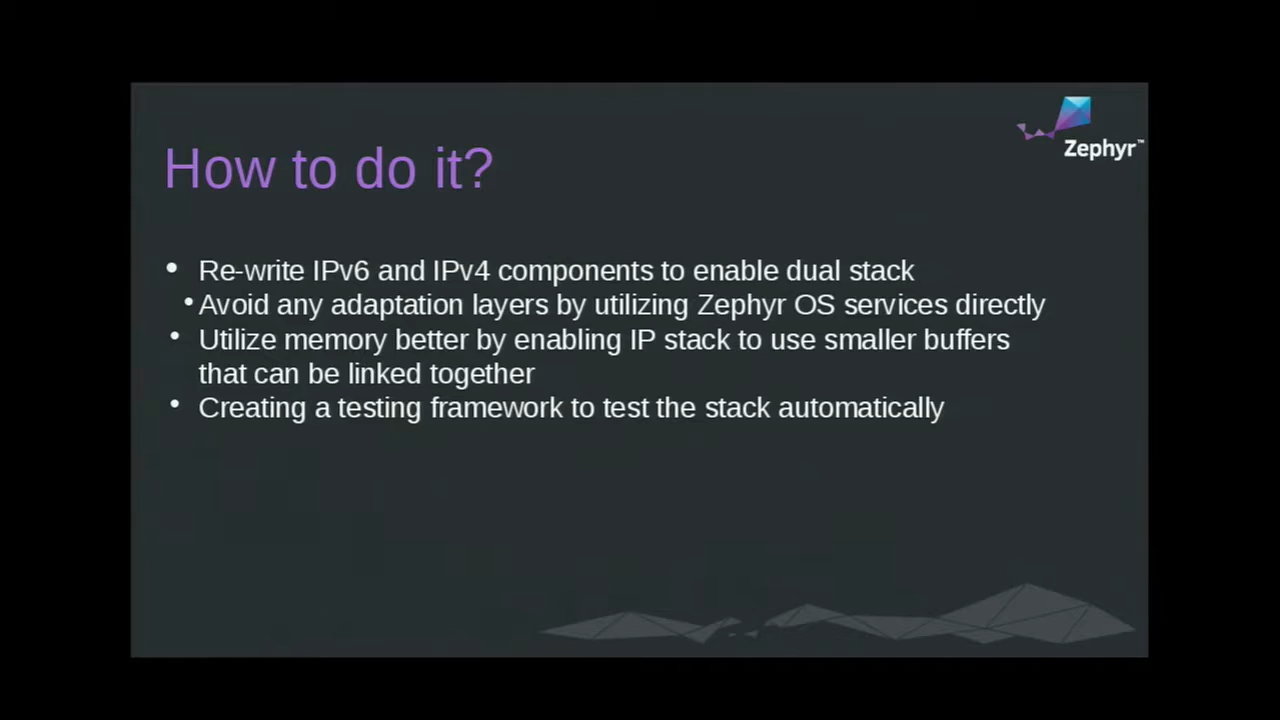 Zephyr™
How to do it?
• Re-write IPv6 and IPv4 components to enable dual stack
• Avoid any adaptation layers by utilizing Zephyr OS services directly
• Utilize memory better by enabling IP stack to use smaller buffers
that can be linked together
• Creating a testing framework to test the stack automatically